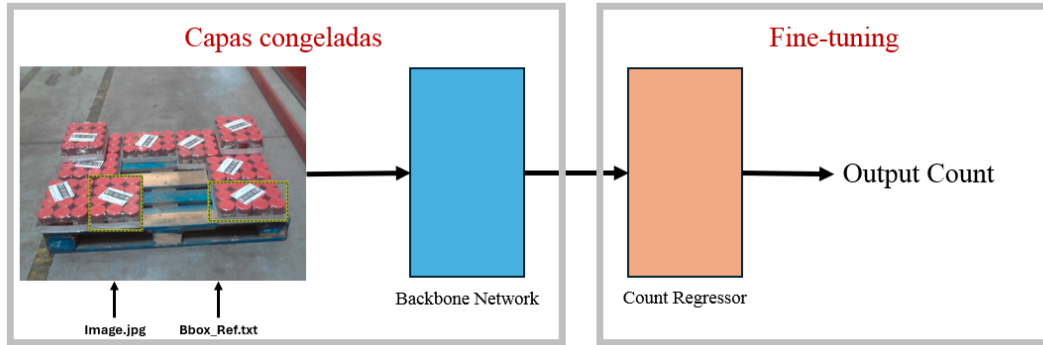 Capas congeladas
Fine-tuning
Output Count
Backbone Network
Count Regressor
Image.jpg
Bbox_Ref.txt